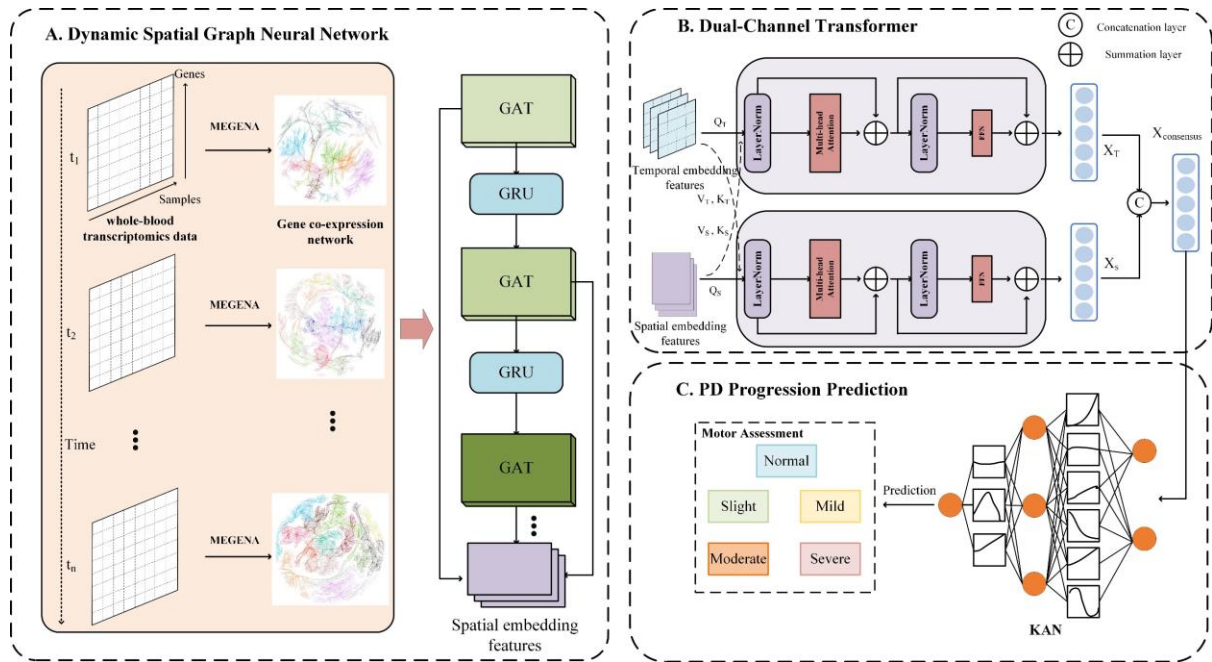 A. Dynamic Spatial Graph Neural Network
Genes
t1
MEGENA
Samples
whole-blood
transcriptomics data
Gene co-expression
network
t2
MEGENA
Time
tn
MEGENA
GAT
GRU
GAT
GRU
GAT
Spatial embedding
features
B. Dual-Channel Transformer
C
Concatenation layer
Summation layer
Temporal embedding
features
QT
LayerNorm
Multi-head
Attention
LayerNorm
FFN
XT
VT , KT
VS , KS
Spatial embedding
features
QS
LayerNorm
Multi-head
Attention
LayerNorm
FFN
Xs
C
Xconsensus
C. PD Progression Prediction
Motor Assessment
Normal
Slight
Mild
Moderate
Severe
Prediction
KAN